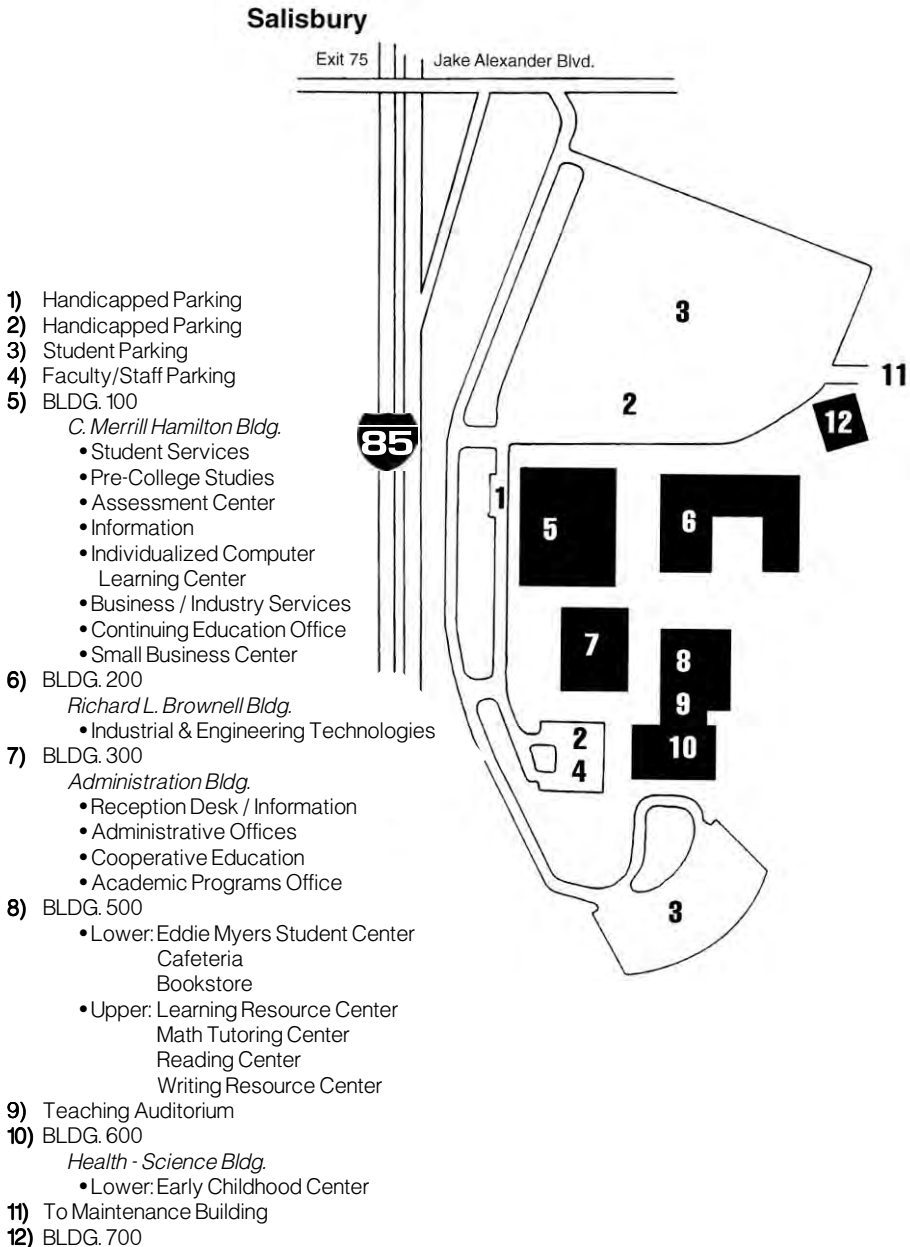 Salisbury
Exit 75
Jake Alexander Blvd.
1) Handicapped Parking
2) Handicapped Parking
3) Student Parking
4) Faculty/Staff Parking
5) BLDG. 100
C. Merrill Hamilton Bldg.
• Student Services
• Pre-College Studies
• Assessment Center
• Information
• Individualized Computer
Learning Center
• Business / Industry Services
• Continuing Education Office
• Small Business Center
6) BLDG. 200
Richard L. Brownell Bldg.
• Industrial & Engineering Technologies
7) BLDG. 300
Administration Bldg.
• Reception Desk / Information
• Administrative Offices
• Cooperative Education
• Academic Programs Office
8) BLDG. 500
• Lower: Eddie Myers Student Center
Cafeteria
Bookstore
• Upper: Learning Resource Center
Math Tutoring Center
Reading Center
Writing Resource Center
9) Teaching Auditorium
10) BLDG. 600
Health - Science Bldg.
• Lower: Early Childhood Center
11) To Maintenance Building
12) BLDG. 700
85
3
11
2
12
1
5
6
7
8
9
2
10
4
3